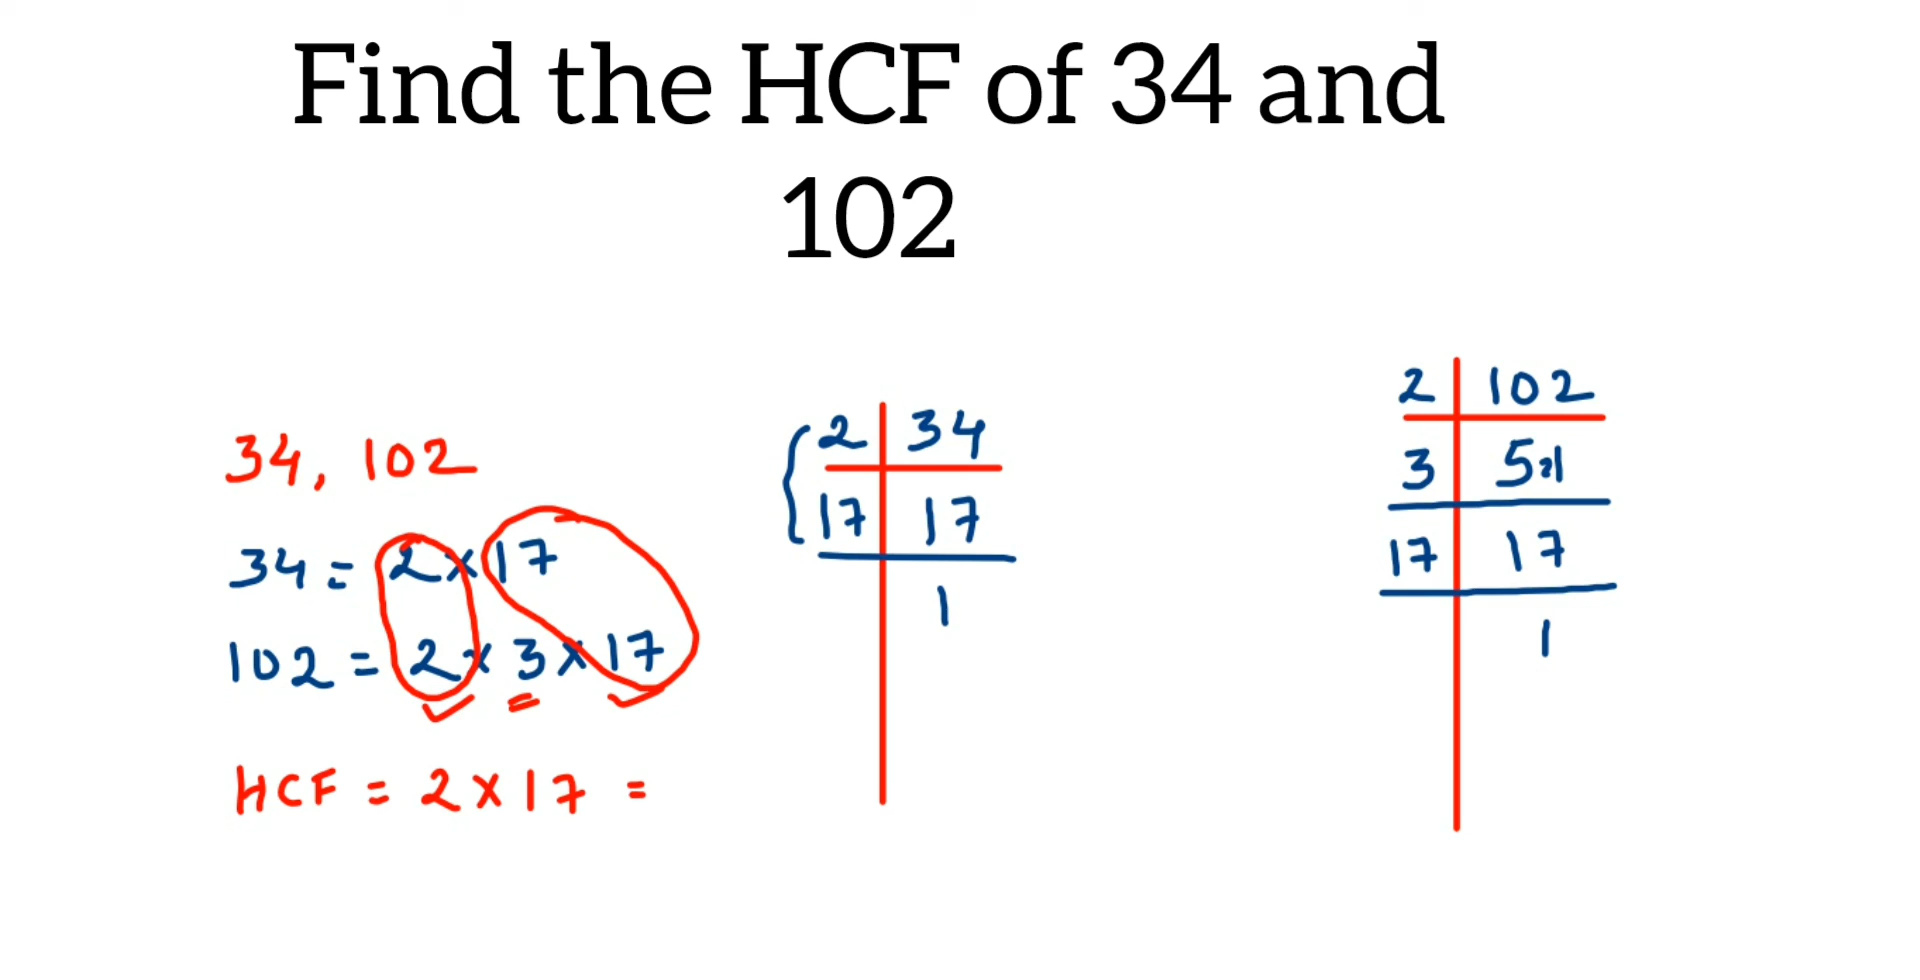 Find the HCF of 34 and
102
34, 102
34 = 2 × 17
102 = 2 × 3 × 17
HCF = 2 × 17 =
2 34
17 17
1
2 102
3 51
17 17
1